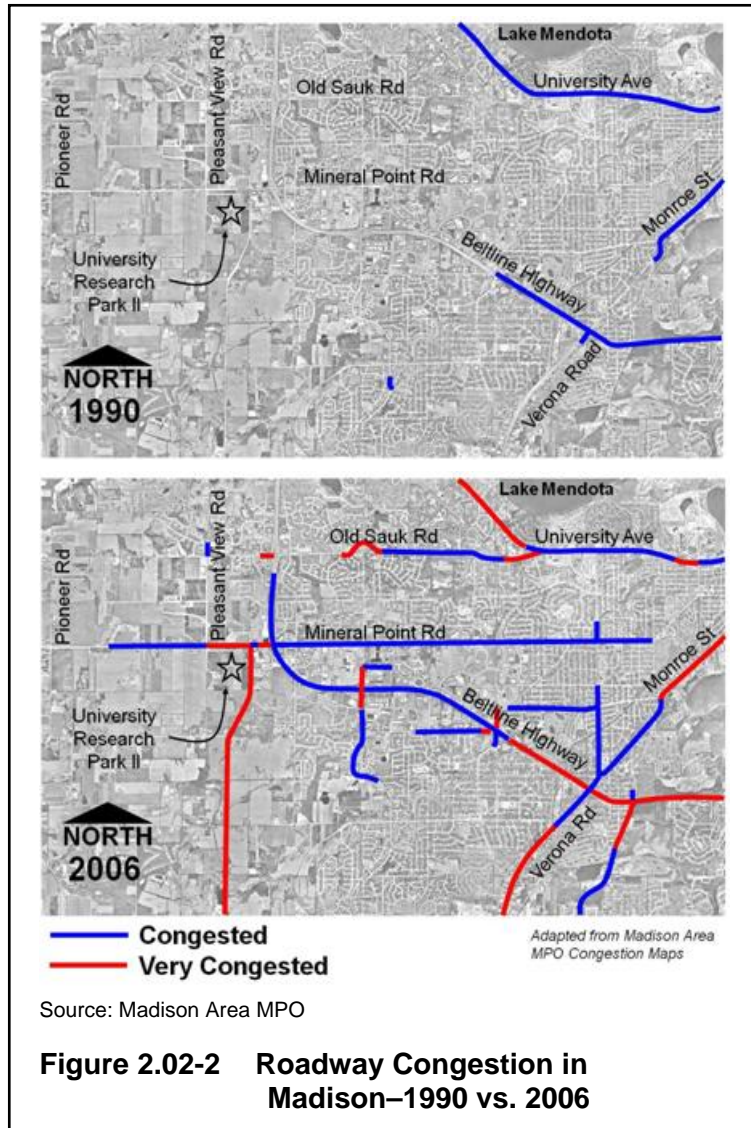 Lake Mendota
University Ave
Old Sauk Rd
Pioneer Rd
Pleasant View Rd
Mineral Point Rd
Monroe St
University
Research
Park II
Beltline Highway
Verona Road
NORTH
1990
Lake Mendota
Old Sauk Rd
University Ave
Pioneer Rd
Pleasant View Rd
Mineral Point Rd
Monroe St
University
Research
Park II
Beltline Highway
Verona Rd
NORTH
2006
Congested
Very Congested
Adapted from Madison Area
MPO Congestion Maps
Source: Madison Area MPO
Figure 2.02-2 Roadway Congestion in
Madison–1990 vs. 2006